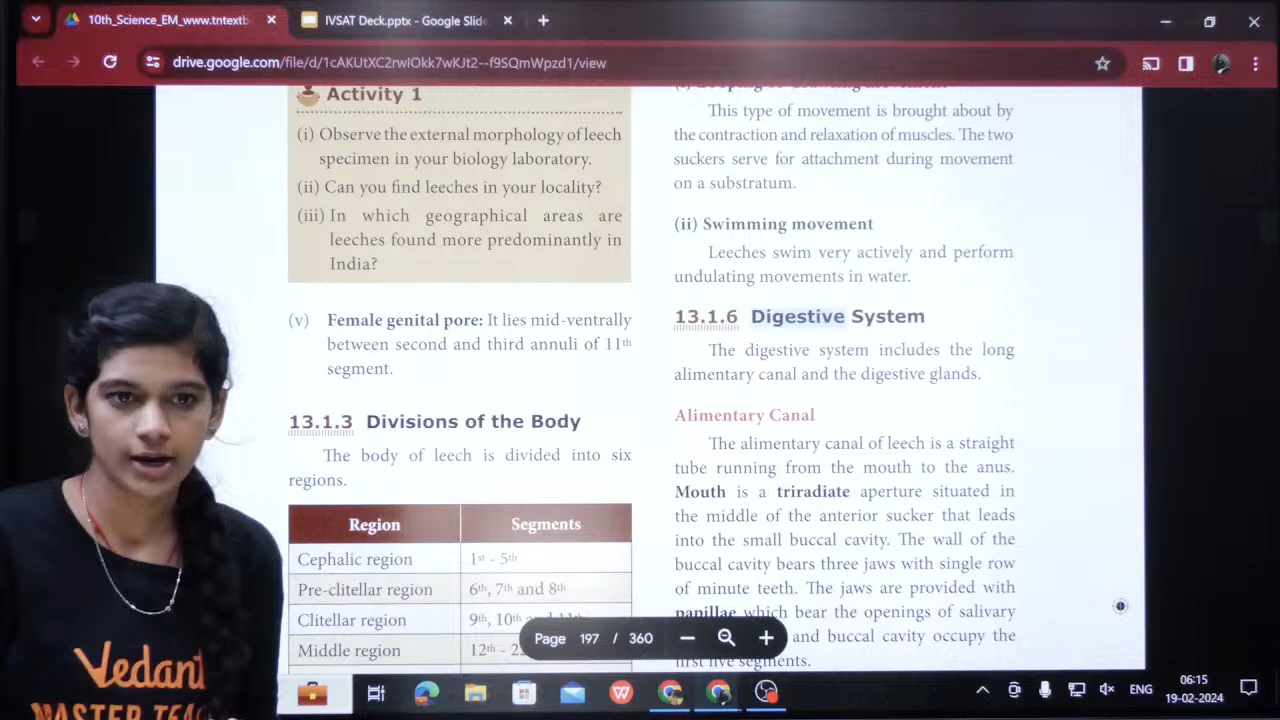 10th_Science_EM_www.tntextb
IVSAT Deck.pptx - Google Slide
drive.google.com/file/d/1cAKUtXC2rwIOkk7wKJt2--f9SQmWpzd1/view
Activity 1
(i) Observe the external morphology of leech
specimen in your biology laboratory.
(ii) Can you find leeches in your locality?
(iii) In which geographical areas are
leeches found more predominantly in
India?
(v) Female genital pore: It lies mid-ventrally
between second and third annuli of 11th
segment.
13.1.3 Divisions of the Body
The body of leech is divided into six
regions.
Region Segments
Cephalic region 1st - 5th
Pre-clitellar region 6th, 7th and 8th
Clitellar region 9th, 10th and 11th
Middle region 12th - 2
This type of movement is brought about by
the contraction and relaxation of muscles. The two
suckers serve for attachment during movement
on a substratum.
(ii) Swimming movement
Leeches swim very actively and perform
undulating movements in water.
13.1.6 Digestive System
The digestive system includes the long
alimentary canal and the digestive glands.
Alimentary Canal
The alimentary canal of leech is a straight
tube running from the mouth to the anus.
Mouth is a triradiate aperture situated in
the middle of the anterior sucker that leads
into the small buccal cavity. The wall of the
buccal cavity bears three jaws with single row
of minute teeth. The jaws are provided with
papillae which bear the openings of salivary
and buccal cavity occupy the
first five segments.
Page 197 / 360
Vedant
MASTER TEA
ENG
06:15
19-02-2024